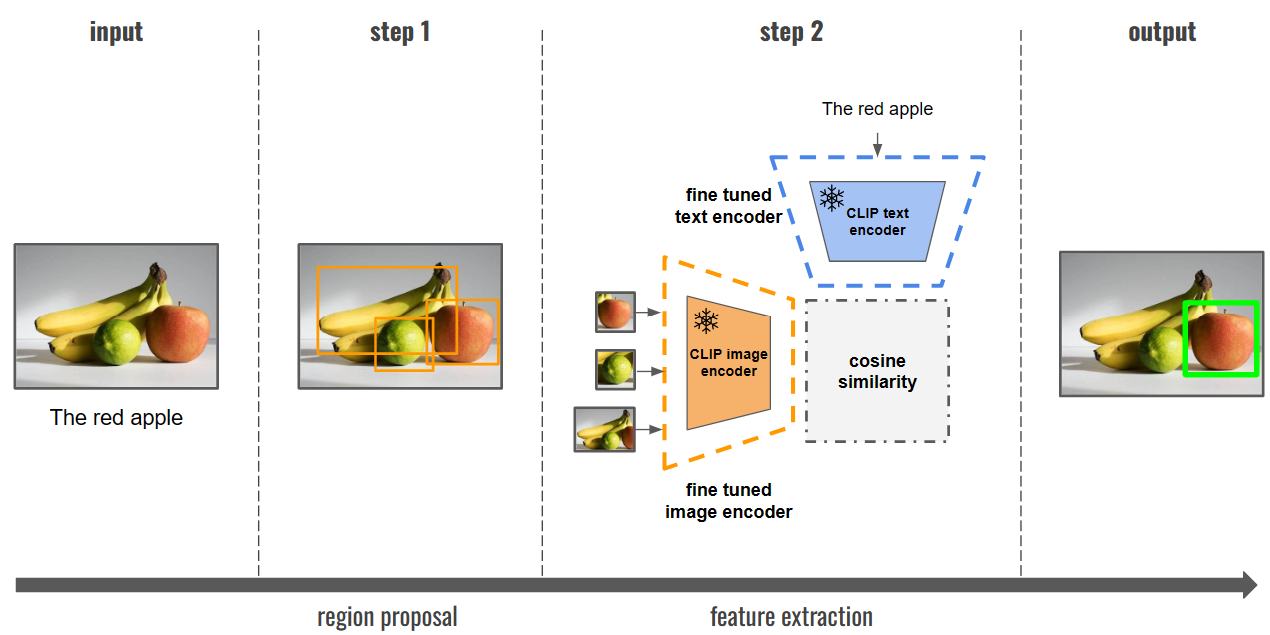 input
step 1
step 2
output
The red apple
The red apple
fine tuned
text encoder
CLIP text
encoder
CLIP image
encoder
cosine
similarity
fine tuned
image encoder
region proposal
feature extraction